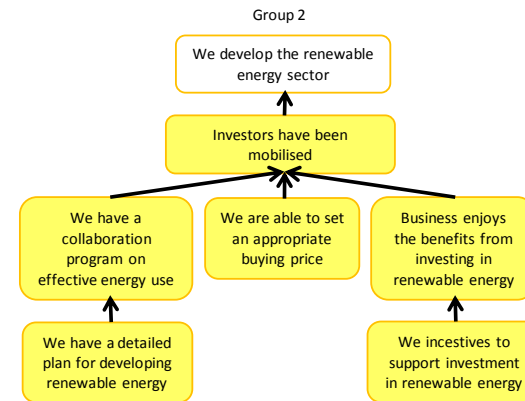 Group 2
We develop the renewable
energy sector
Investors have been
mobilised
We have a
collaboration
program on
effective energy use
We are able to set
an appropriate
buying price
Business enjoys
the benefits from
investing in
renewable energy
We have a detailed
plan for developing
renewable energy
We incentives to
support investment
in renewable energy